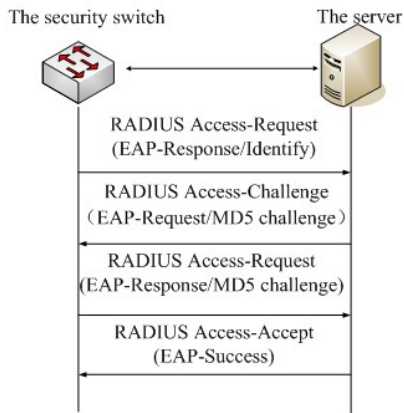 The security switch
The server
RADIUS Access-Request
(EAP-Response/Identify)
RADIUS Access-Challenge
（EAP-Request/MD5 challenge）
RADIUS Access-Request
(EAP-Response/MD5 challenge)
RADIUS Access-Accept
(EAP-Success)